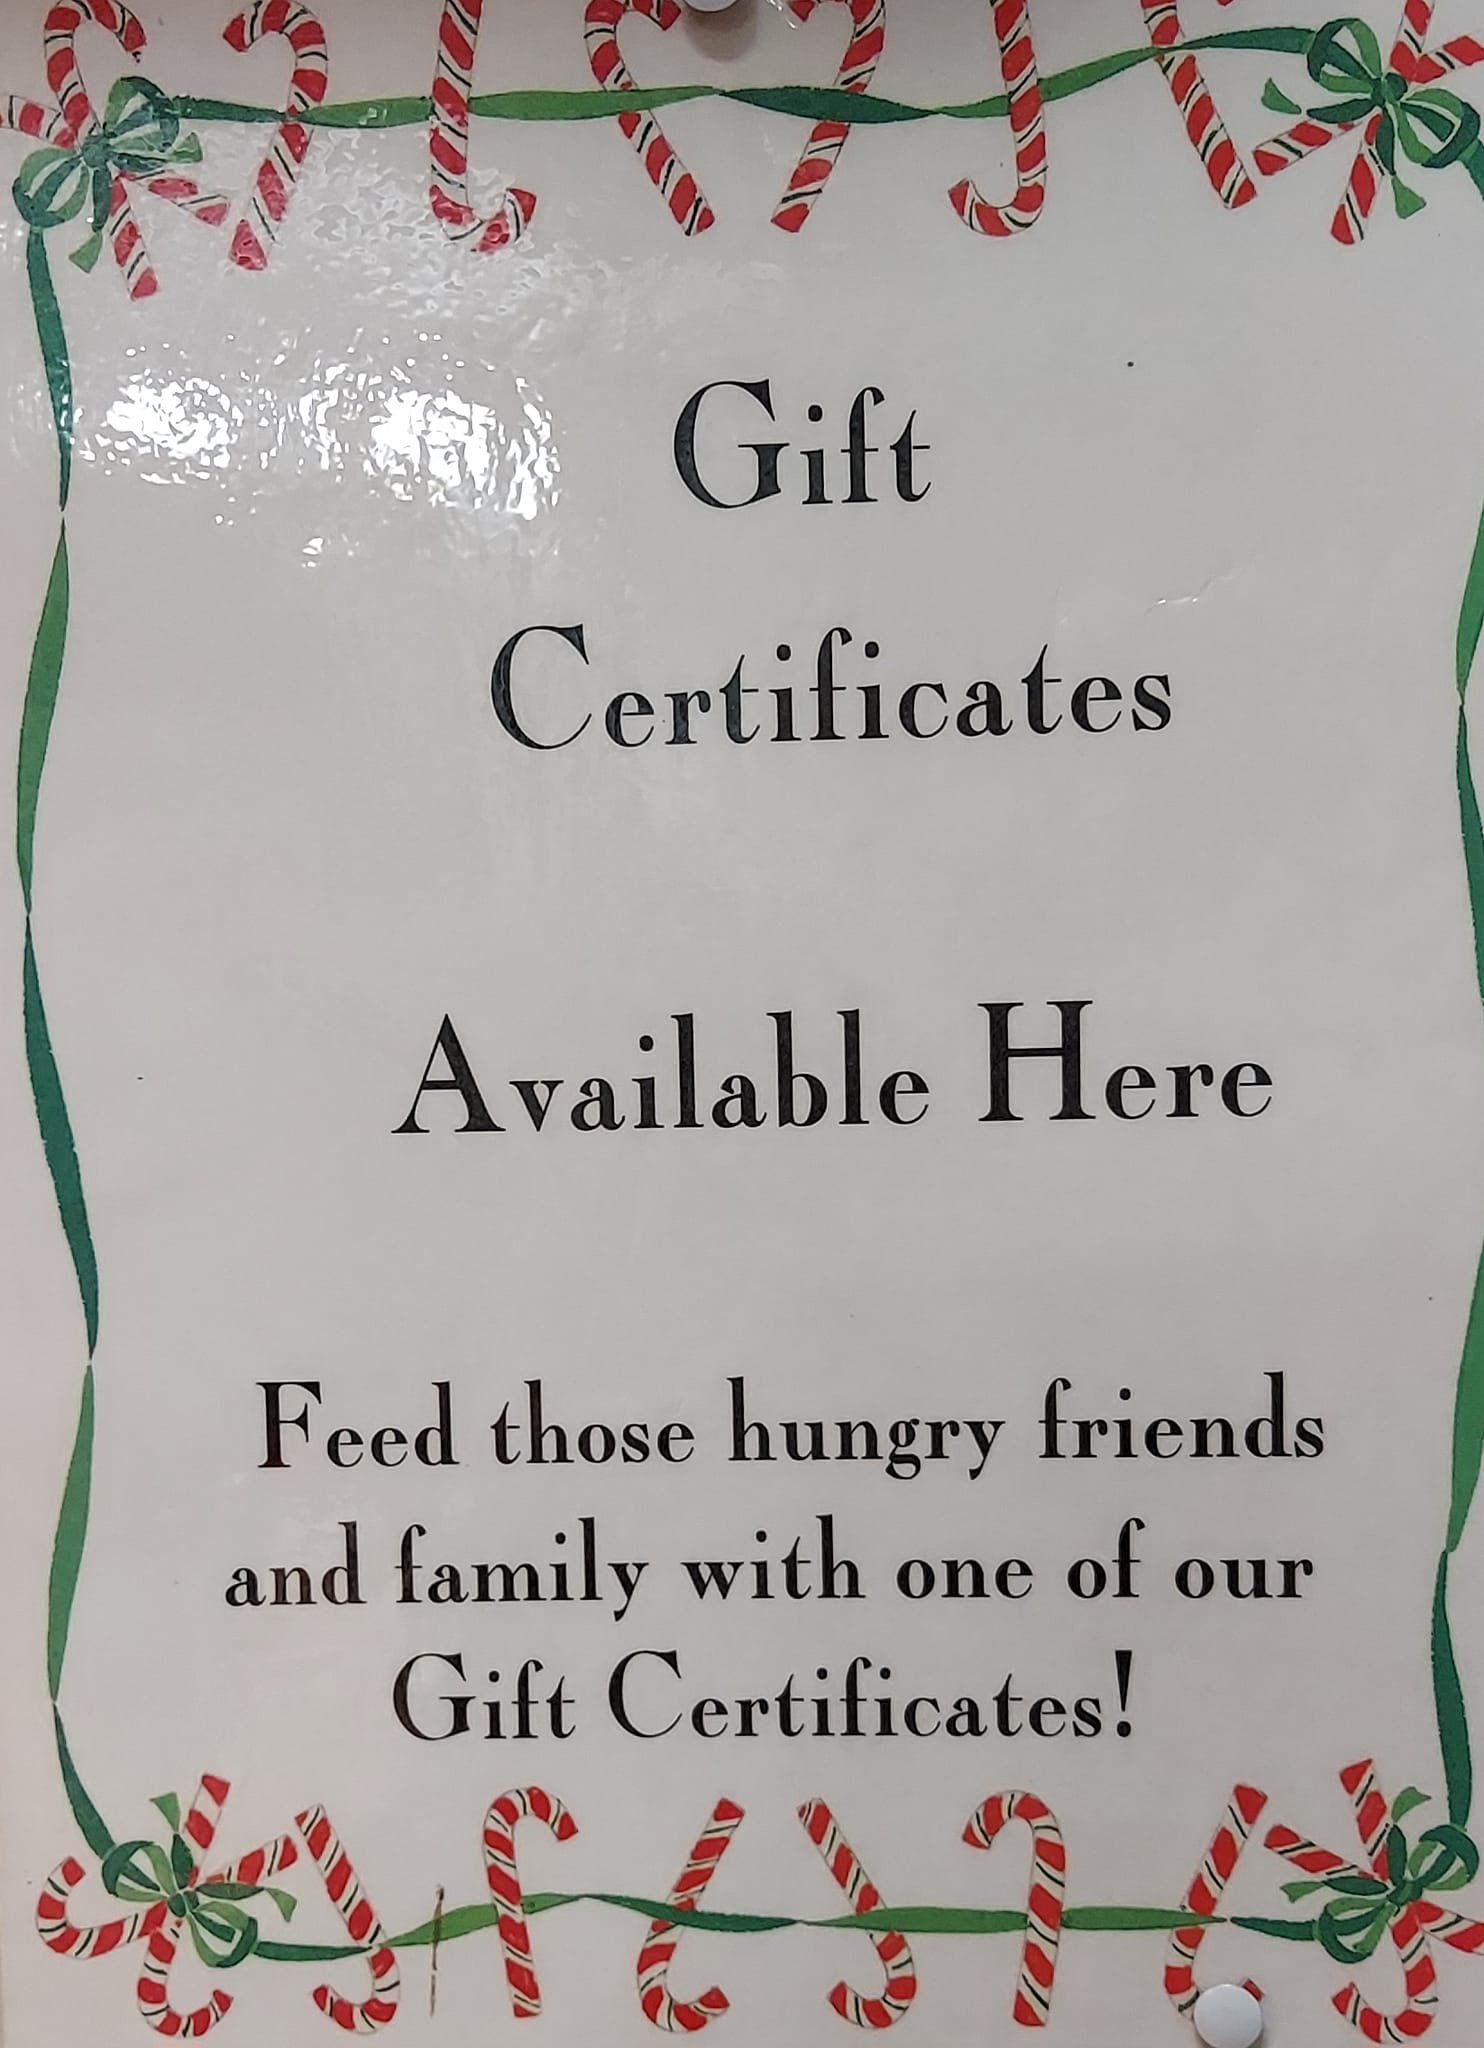 Gift
Certificates
Available Here
Feed those hungry friends
and family with one of our
Gift Certificates!